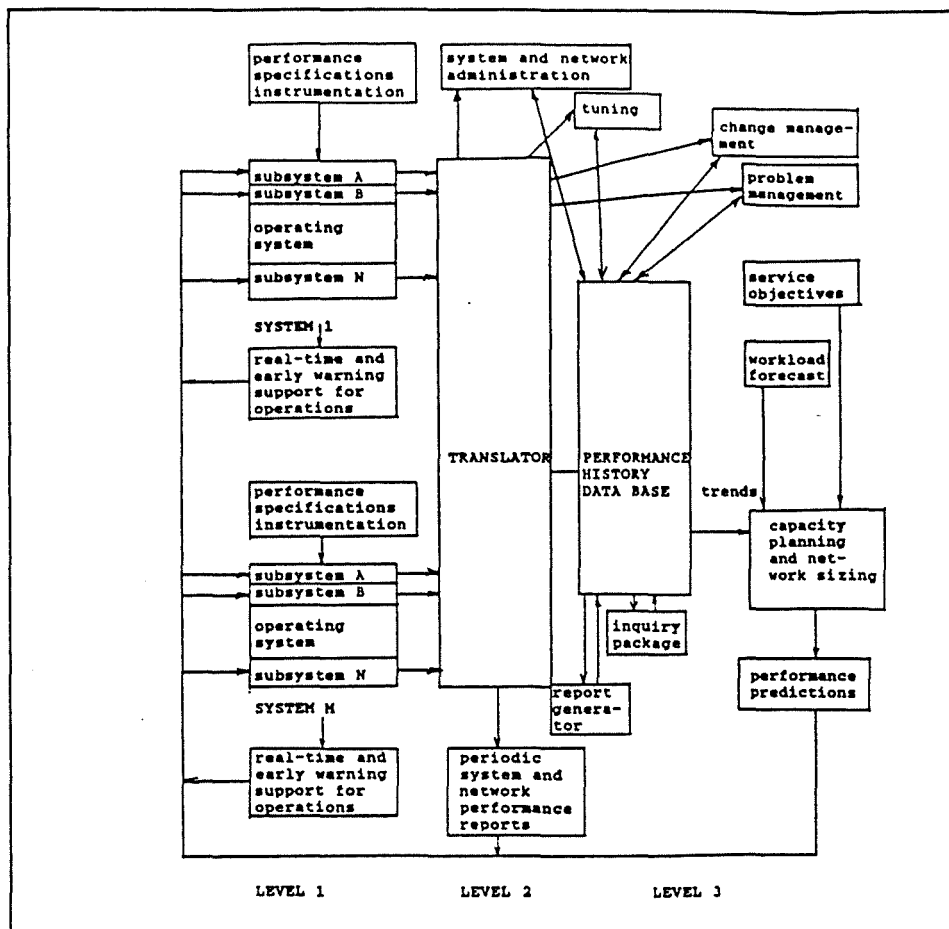 performance
specifications
instrumentation
system and network
administration
tuning
change manage-
ment
problem
management
subsystem A
subsystem B
operating
system
subsystem N
SYSTEM 1
real-time and
early warning
support for
operations
service
objectives
workload
forecast
TRANSLATOR
PERFORMANCE
HISTORY
DATA BASE
trends
capacity
planning
and net-
work sizing
performance
specifications
instrumentation
subsystem A
subsystem B
operating
system
subsystem N
SYSTEM M
real-time and
early warning
support for
operations
inquiry
package
report
genera-
tor
performance
predictions
periodic
system and
network
performance
reports
LEVEL 1
LEVEL 2
LEVEL 3